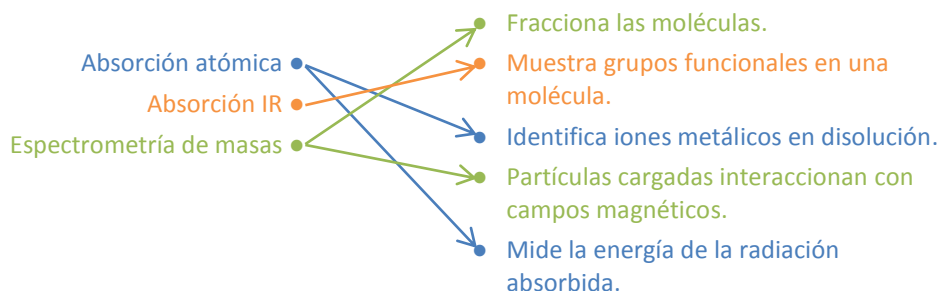 Absorción atómica
Absorción IR
Espectrometría de masas
Fracciona las moléculas.
Muestra grupos funcionales en una
molécula.
Identifica iones metálicos en disolución.
Partículas cargadas interaccionan con
campos magnéticos.
Mide la energía de la radiación
absorbida.